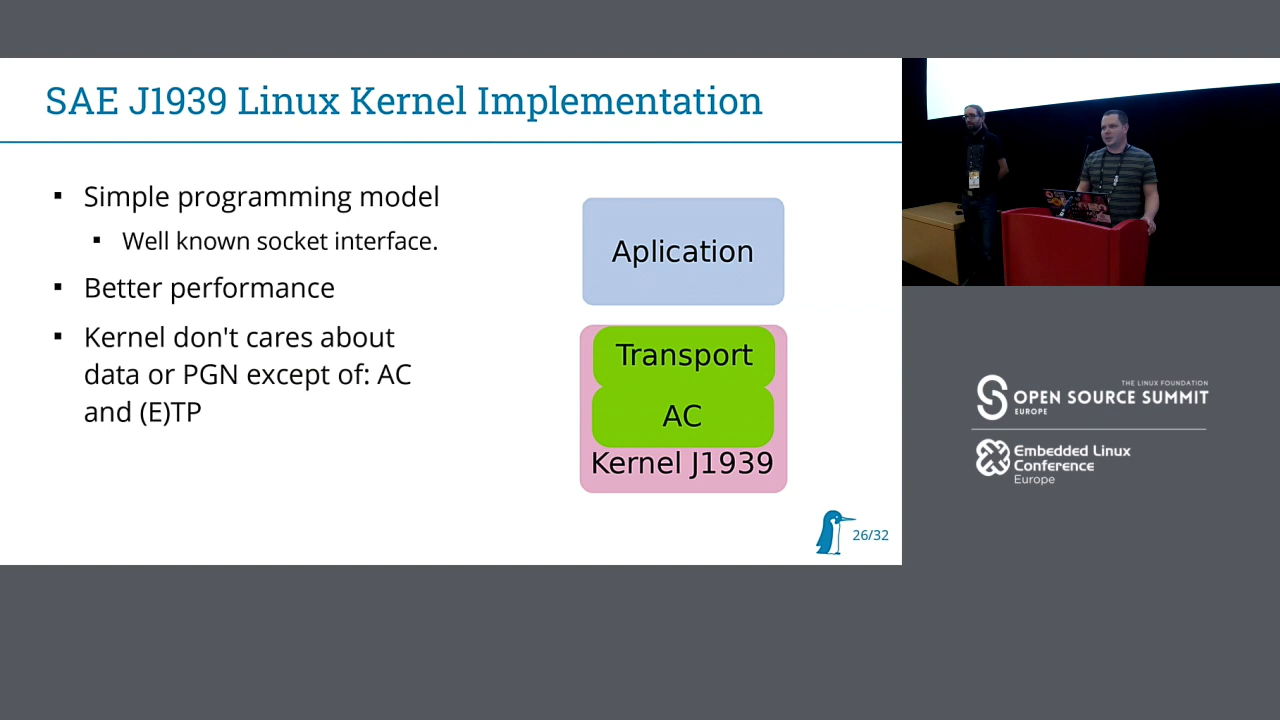 SAE J1939 Linux Kernel Implementation
Simple programming model
Well known socket interface.
Better performance
Kernel don't cares about
data or PGN except of: AC
and (E)TP
Aplication
Transport
AC
Kernel J1939
26/32
THE LINUX FOUNDATION
OPEN SOURCE SUMMIT
EUROPE
Embedded Linux
Conference
Europe